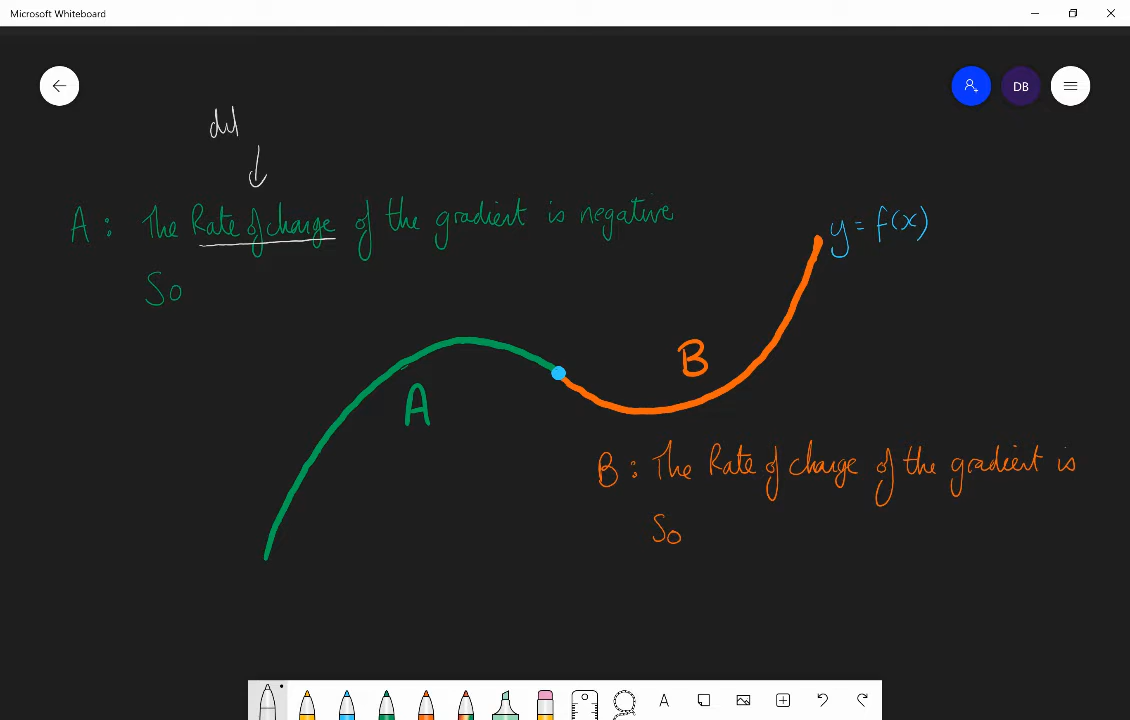 Microsoft Whiteboard
DB
A : The Rate of change of the gradient is negative
So
y = f(x)
B
A
B : The Rate of change of the gradient is
So
A